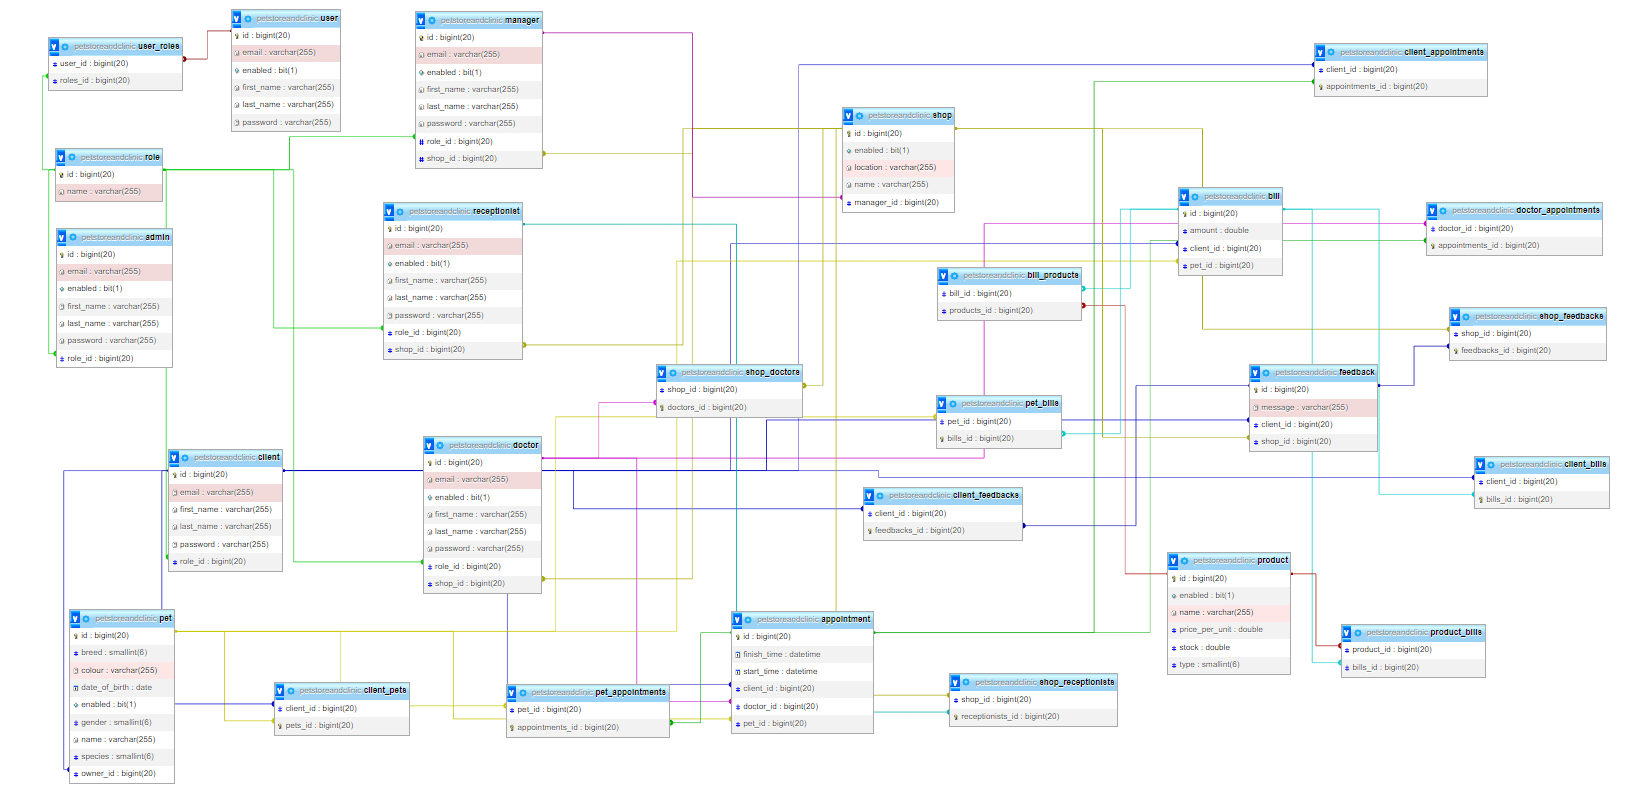 petstoreandclinic user_roles
user_id : bigint(20)
roles_id : bigint(20)
petstoreandclinic user
id : bigint(20)
email : varchar(255)
enabled : bit(1)
first_name : varchar(255)
last_name : varchar(255)
password : varchar(255)
petstoreandclinic manager
id : bigint(20)
email : varchar(255)
enabled : bit(1)
first_name : varchar(255)
last_name : varchar(255)
password : varchar(255)
role_id : bigint(20)
shop_id : bigint(20)
petstoreandclinic client_appointments
client_id : bigint(20)
appointments_id : bigint(20)
petstoreandclinic shop
id : bigint(20)
enabled : bit(1)
location : varchar(255)
name : varchar(255)
manager_id : bigint(20)
petstoreandclinic role
id : bigint(20)
name : varchar(255)
petstoreandclinic bill
id : bigint(20)
amount : double
client_id : bigint(20)
pet_id : bigint(20)
petstoreandclinic doctor_appointments
doctor_id : bigint(20)
appointments_id : bigint(20)
petstoreandclinic receptionist
id : bigint(20)
email : varchar(255)
enabled : bit(1)
first_name : varchar(255)
last_name : varchar(255)
password : varchar(255)
role_id : bigint(20)
shop_id : bigint(20)
petstoreandclinic admin
id : bigint(20)
email : varchar(255)
enabled : bit(1)
first_name : varchar(255)
last_name : varchar(255)
password : varchar(255)
role_id : bigint(20)
petstoreandclinic bill_products
bill_id : bigint(20)
products_id : bigint(20)
petstoreandclinic shop_feedbacks
shop_id : bigint(20)
feedbacks_id : bigint(20)
petstoreandclinic shop_doctors
shop_id : bigint(20)
doctors_id : bigint(20)
petstoreandclinic feedback
id : bigint(20)
message : varchar(255)
client_id : bigint(20)
shop_id : bigint(20)
petstoreandclinic pet_bills
pet_id : bigint(20)
bills_id : bigint(20)
petstoreandclinic doctor
id : bigint(20)
email : varchar(255)
enabled : bit(1)
first_name : varchar(255)
last_name : varchar(255)
password : varchar(255)
role_id : bigint(20)
shop_id : bigint(20)
petstoreandclinic client
id : bigint(20)
email : varchar(255)
first_name : varchar(255)
last_name : varchar(255)
password : varchar(255)
role_id : bigint(20)
petstoreandclinic client_bills
client_id : bigint(20)
bills_id : bigint(20)
petstoreandclinic client_feedbacks
client_id : bigint(20)
feedbacks_id : bigint(20)
petstoreandclinic product
id : bigint(20)
enabled : bit(1)
name : varchar(255)
price_per_unit : double
stock : double
type : smallint(6)
petstoreandclinic pet
id : bigint(20)
breed : smallint(6)
colour : varchar(255)
date_of_birth : date
enabled : bit(1)
gender : smallint(6)
name : varchar(255)
species : smallint(6)
owner_id : bigint(20)
petstoreandclinic appointment
id : bigint(20)
finish_time : datetime
start_time : datetime
client_id : bigint(20)
doctor_id : bigint(20)
pet_id : bigint(20)
petstoreandclinic product_bills
product_id : bigint(20)
bills_id : bigint(20)
petstoreandclinic client_pets
client_id : bigint(20)
pets_id : bigint(20)
petstoreandclinic pet_appointments
pet_id : bigint(20)
appointments_id : bigint(20)
petstoreandclinic shop_receptionists
shop_id : bigint(20)
receptionists_id : bigint(20)